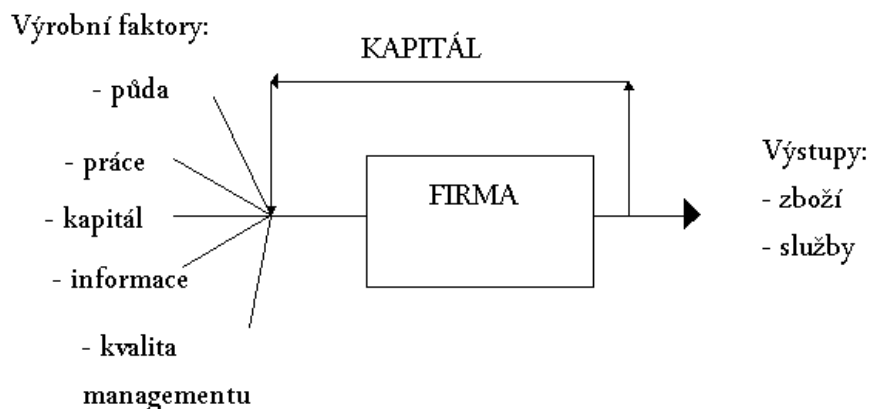 Výrobní faktory:
- půda
- práce
- kapitál
- informace
- kvalita
managementu
KAPITÁL
FIRMA
Výstupy:
- zboží
- služby